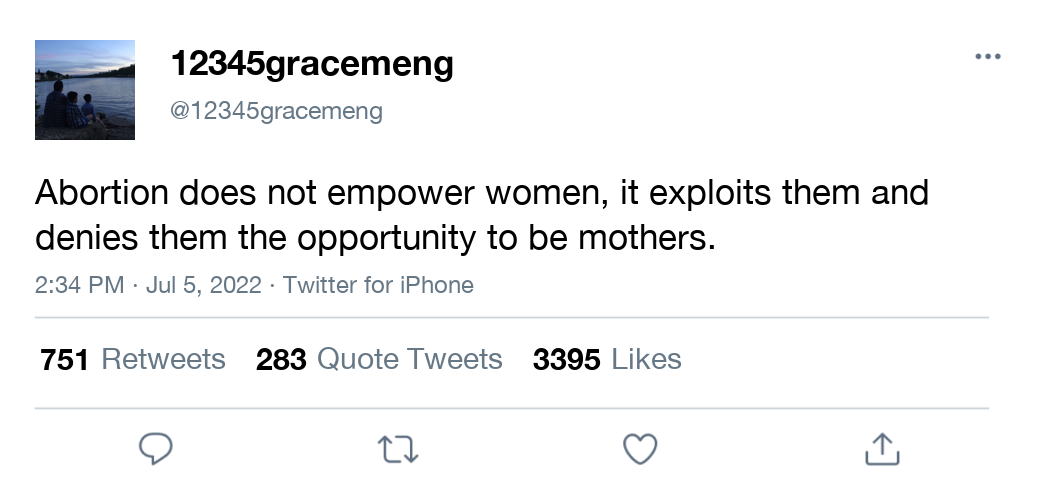 12345gracemeng
@12345gracemeng
Abortion does not empower women, it exploits them and
denies them the opportunity to be mothers.
2:34 PM · Jul 5, 2022 · Twitter for iPhone
751 Retweets 283 Quote Tweets 3395 Likes